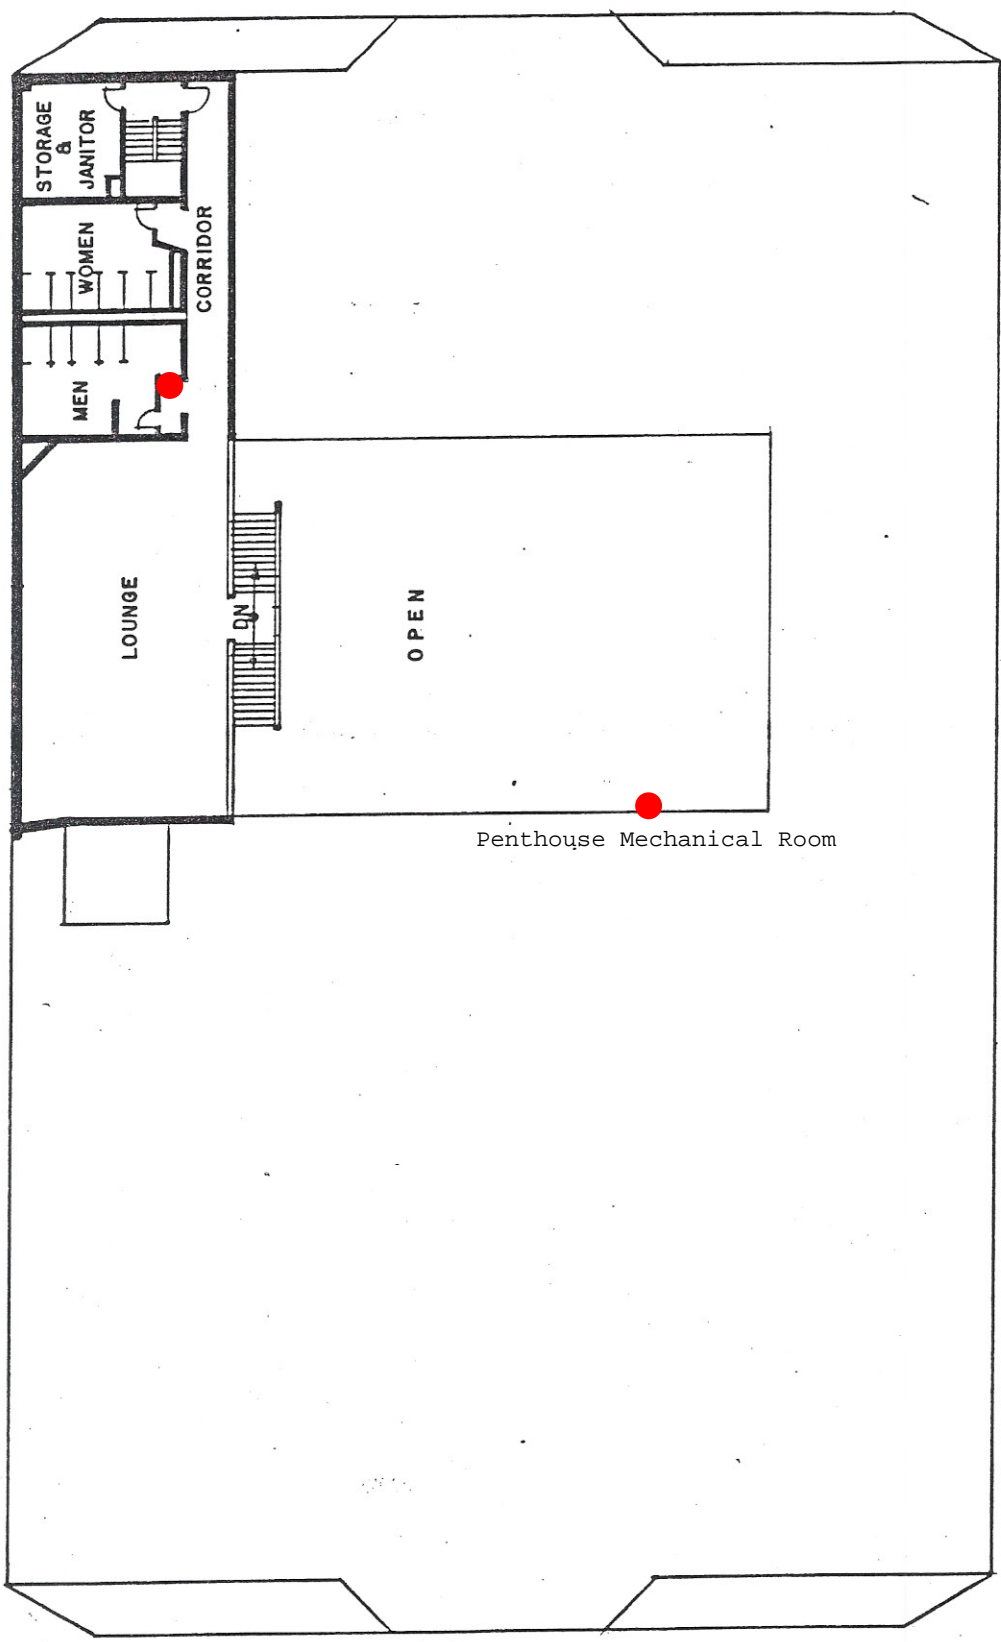 STORAGE
&
JANITOR
WOMEN
CORRIDOR
MEN
LOUNGE
DN
OPEN
Penthouse Mechanical Room